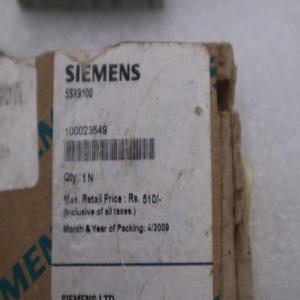 SIEMENS
5SX9100
100023549
Qty.: 1 N
Max. Retail Price : Rs. 510/-
(Inclusive of all taxes.)
Month & Year of Packing: 4/2009
SIEMENS LTD